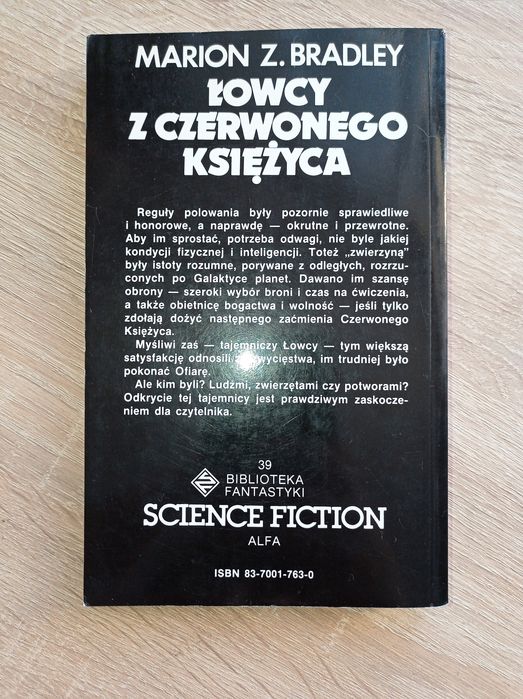 MARION Z. BRADLEY
ŁOWCY
Z CZERWONEGO
KSIĘŻYCA
Reguły polowania były pozornie sprawiedliwe
i honorowe, a naprawdę — okrutne i przewrotne.
Aby im sprostać, potrzeba odwagi, nie byle jakiej
kondycji fizycznej i inteligencji. Toteż „zwierzyną”
były istoty rozumne, porywane z odległych, rozrzu-
conych po Galaktyce planet. Dawano im szansę
obrony — szeroki wybór broni i czas na ćwiczenia,
a także obietnicę bogactwa i wolność — jeśli tylko
zdołają dożyć następnego zaćmienia Czerwonego
Księżyca.
Myśliwi zaś — tajemniczy Łowcy — tym większą
satysfakcję odnosili zwycięstwa, im trudniej było
pokonać Ofiarę.
Ale kim byli? Ludźmi, zwierzętami czy potworami?
Odkrycie tej tajemnicy jest prawdziwym zaskocze-
niem dla czytelnika.
39
BIBLIOTEKA
FANTASTYKI
SCIENCE FICTION
ALFA
ISBN 83-7001-763-0